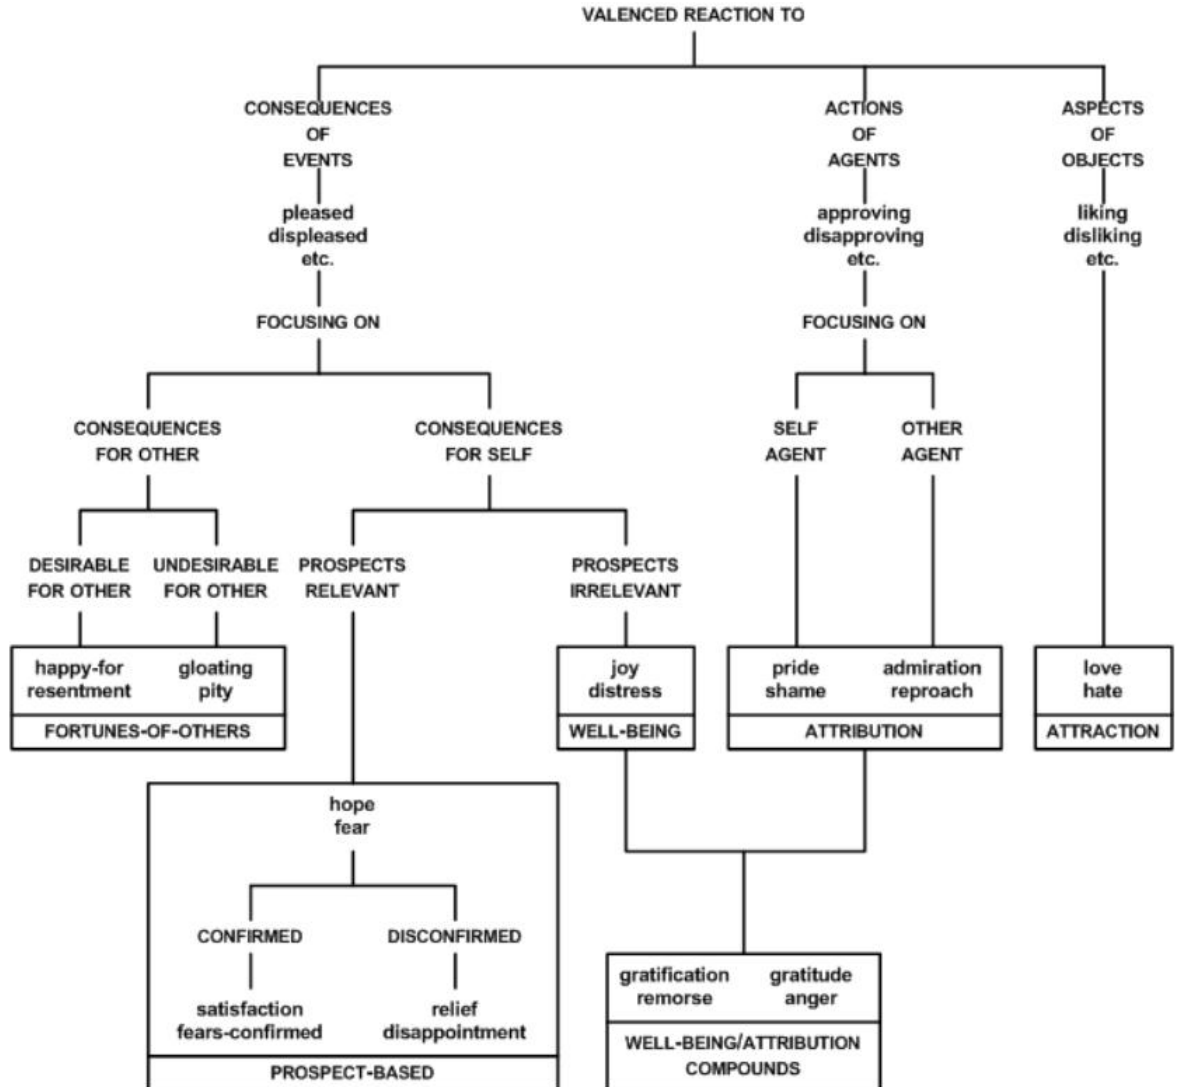 VALENCED REACTION TO
CONSEQUENCES
OF
EVENTS
ACTIONS
OF
AGENTS
ASPECTS
OF
OBJECTS
pleased
displeased
etc.
approving
disapproving
etc.
liking
disliking
etc.
FOCUSING ON
FOCUSING ON
CONSEQUENCES
FOR OTHER
CONSEQUENCES
FOR SELF
SELF
AGENT
OTHER
AGENT
DESIRABLE
FOR OTHER
UNDESIRABLE
FOR OTHER
PROSPECTS
RELEVANT
PROSPECTS
IRRELEVANT
happy-for
resentment
gloating
pity
FORTUNES-OF-OTHERS
joy
distress
WELL-BEING
pride
shame
admiration
reproach
ATTRIBUTION
love
hate
ATTRACTION
hope
fear
CONFIRMED
DISCONFIRMED
satisfaction
fears-confirmed
relief
disappointment
PROSPECT-BASED
gratification
remorse
gratitude
anger
WELL-BEING/ATTRIBUTION
COMPOUNDS